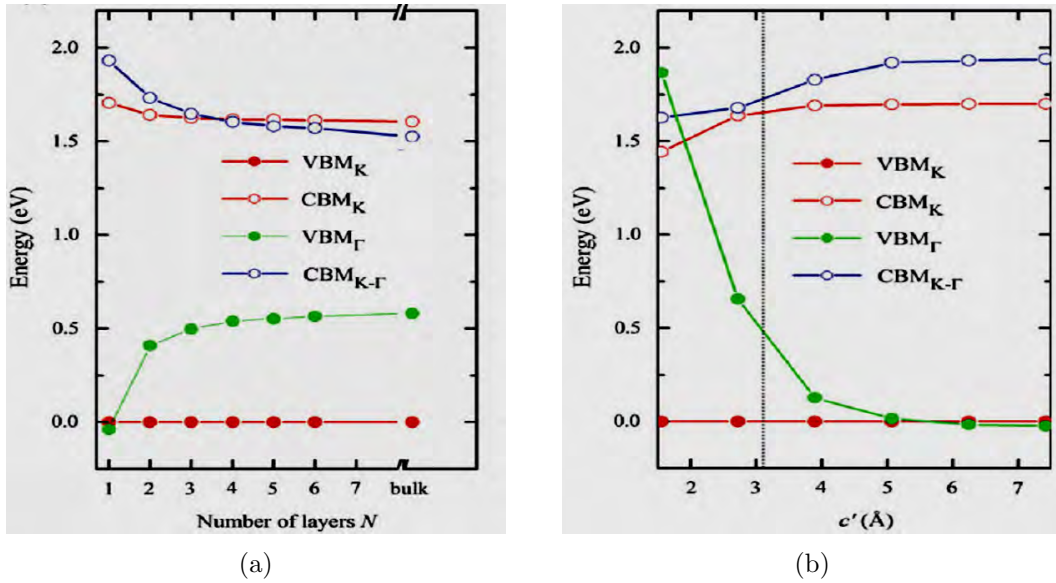 2.0
1.5
1.0
0.5
0.0
Energy (eV)
VBM_K
CBM_K
VBM_Γ
CBM_K-Γ
1 2 3 4 5 6 7 bulk
Number of layers N
(a)
2.0
1.5
1.0
0.5
0.0
Energy (eV)
VBM_K
CBM_K
VBM_Γ
CBM_K-Γ
2 3 4 5 6 7
c′ (Å)
(b)